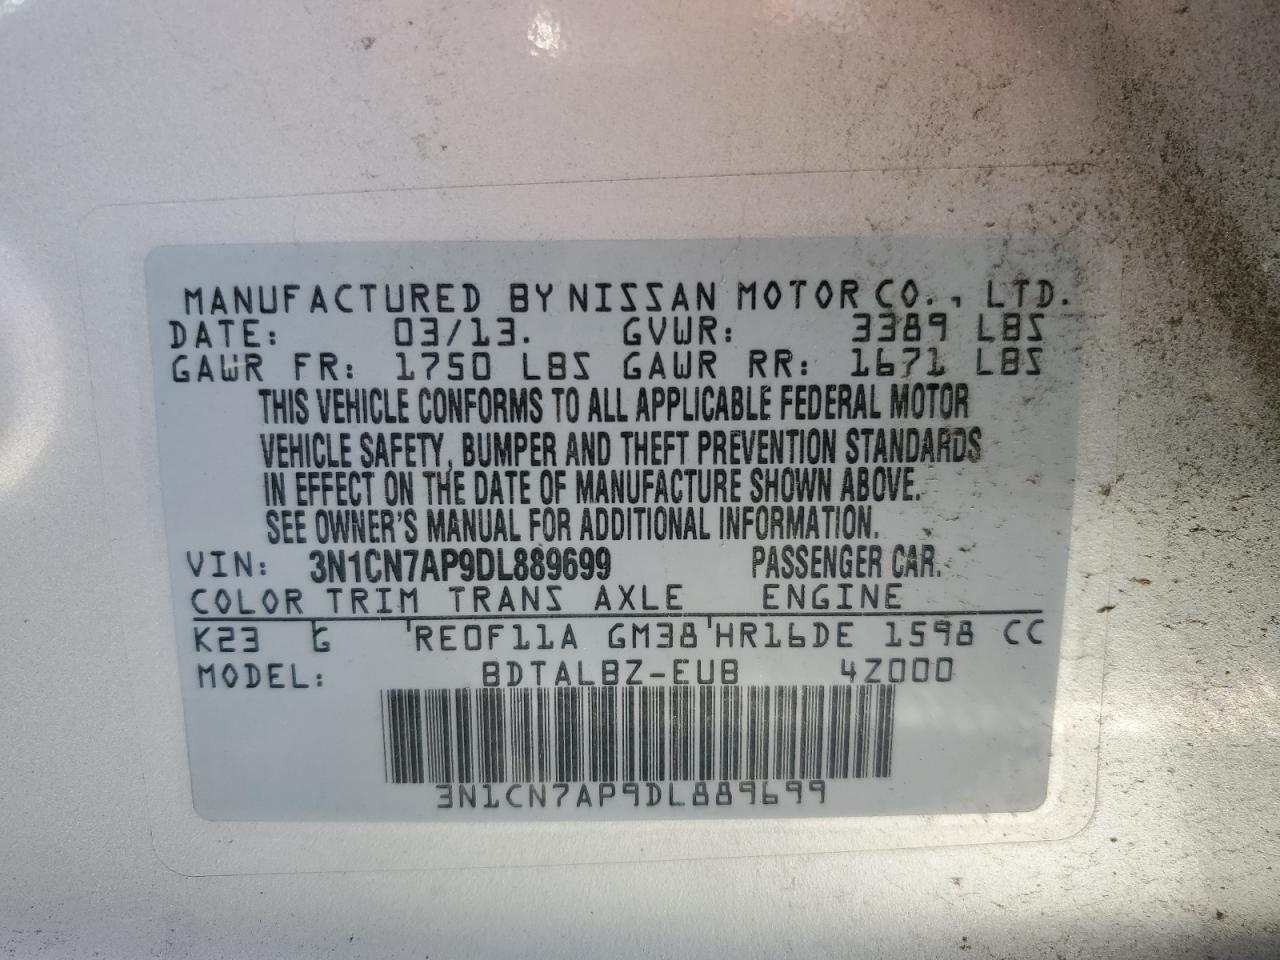 MANUFACTURED BY NISSAN MOTOR CO., LTD.
DATE: 03/13. GVWR: 3389 LBS
GAWR FR: 1750 LBS GAWR RR: 1671 LBS
THIS VEHICLE CONFORMS TO ALL APPLICABLE FEDERAL MOTOR
VEHICLE SAFETY, BUMPER AND THEFT PREVENTION STANDARDS
IN EFFECT ON THE DATE OF MANUFACTURE SHOWN ABOVE.
SEE OWNER'S MANUAL FOR ADDITIONAL INFORMATION.
VIN: 3N1CN7AP9DL889699 PASSENGER CAR.
COLOR TRIM TRANS AXLE ENGINE
K23 G RE0F11A GM38 HR16DE 1598 CC
MODEL: BDTALBZ-EUB 4Z000
3N1CN7AP9DL889699